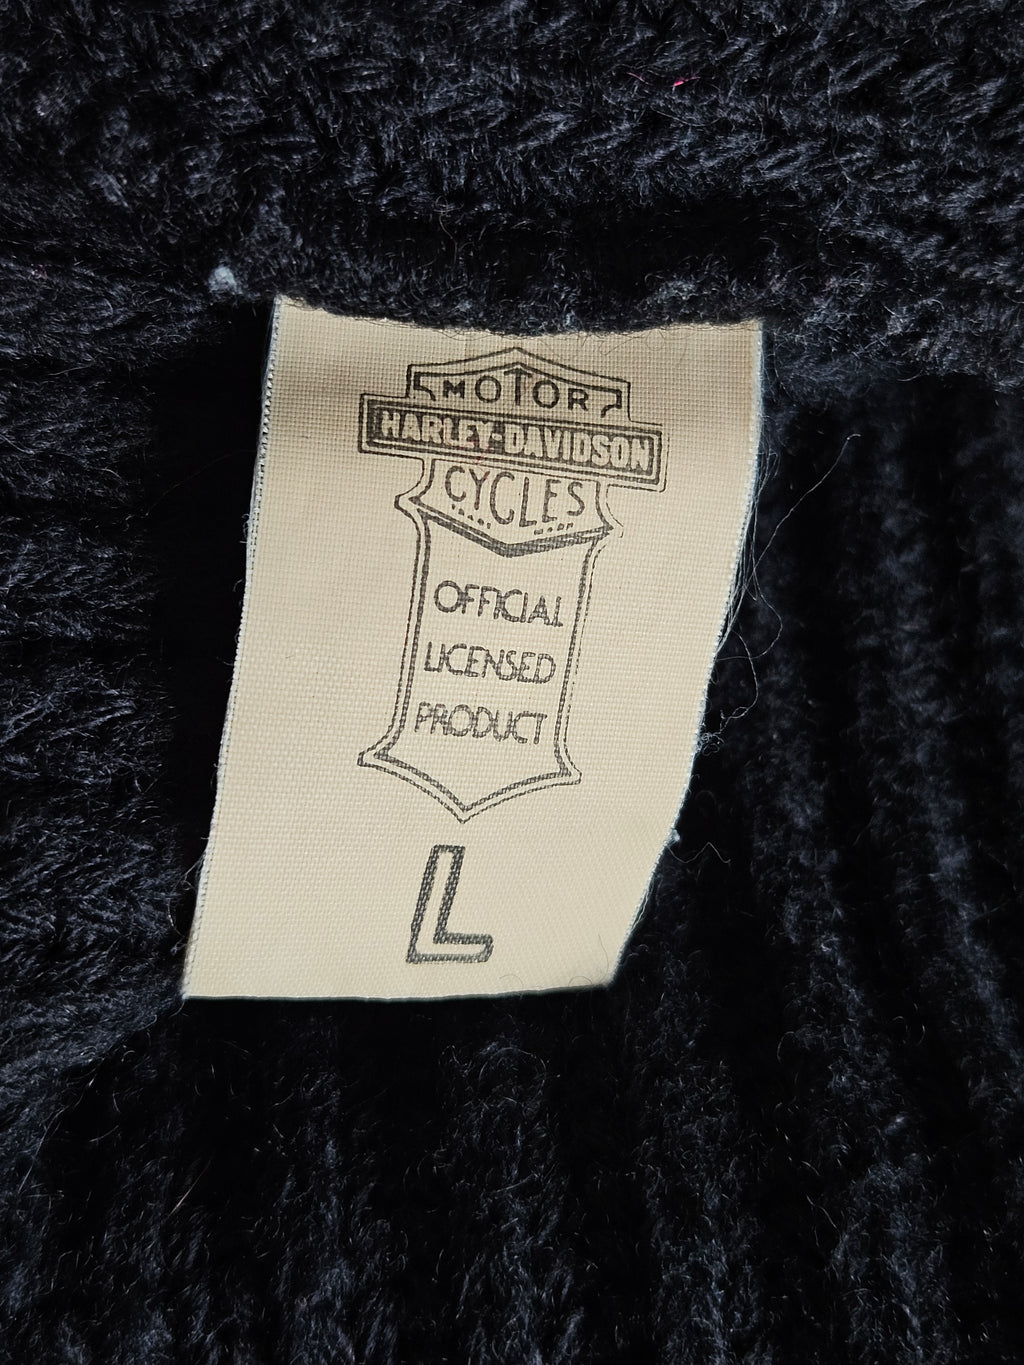 MOTOR
HARLEY-DAVIDSON
CYCLES
OFFICIAL
LICENSED
PRODUCT
L